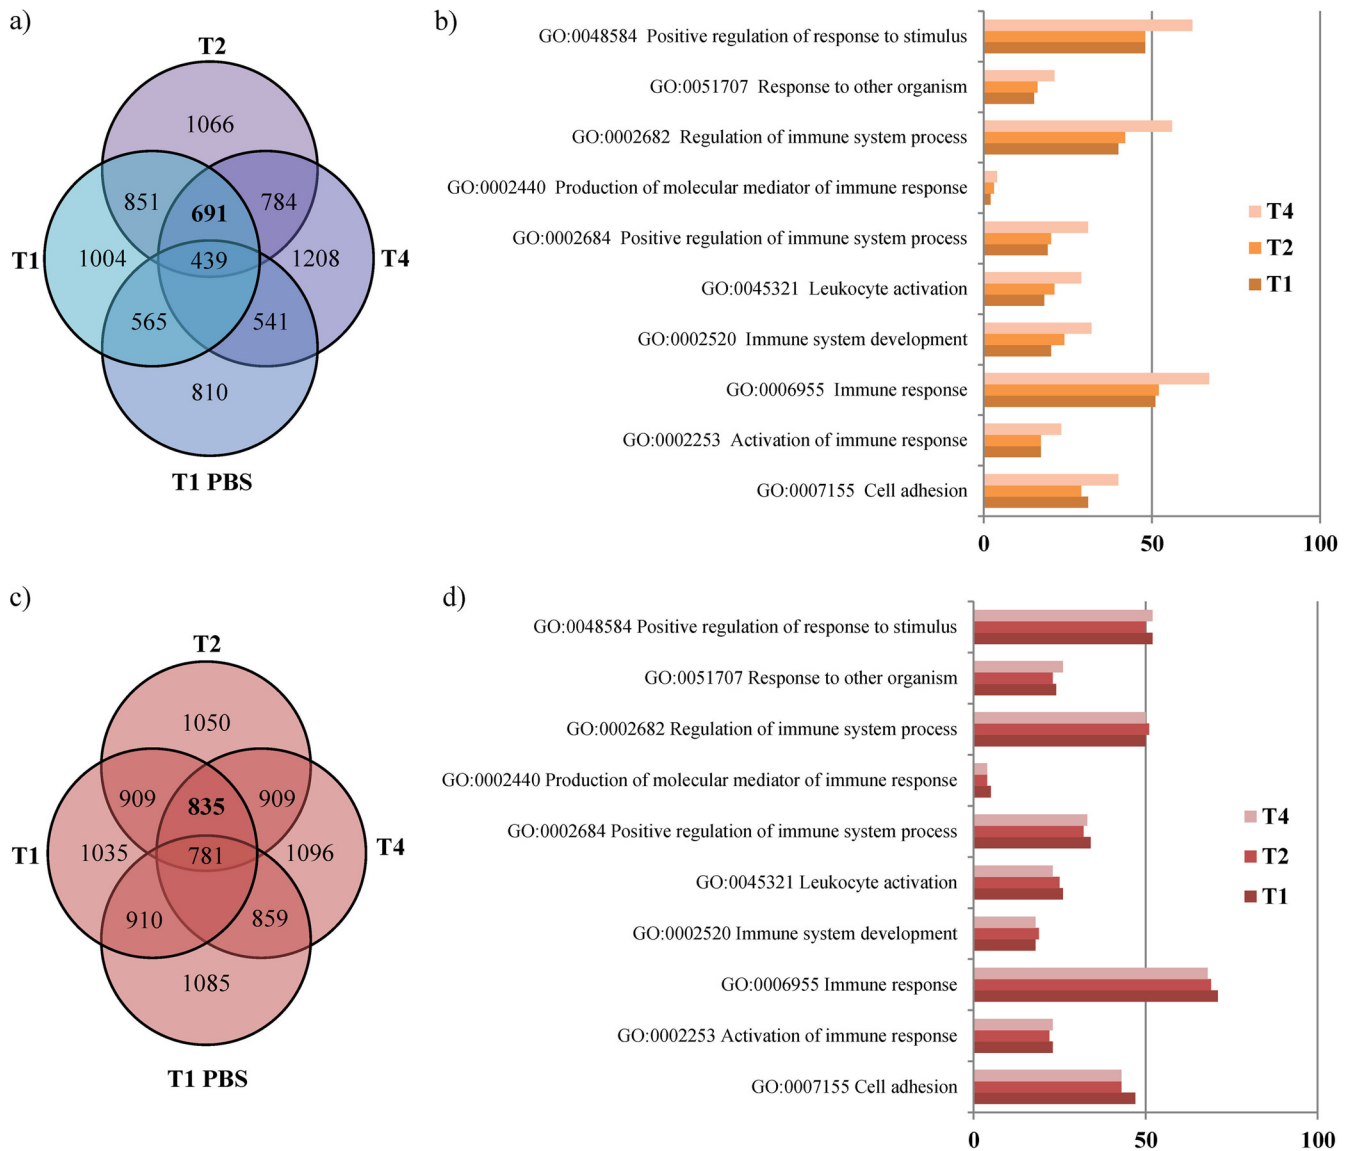 a)
T2
1066
851
691
784
T1
1004
439
1208
T4
565
541
810
T1 PBS
b)
GO:0048584 Positive regulation of response to stimulus
GO:0051707 Response to other organism
GO:0002682 Regulation of immune system process
GO:0002440 Production of molecular mediator of immune response
GO:0002684 Positive regulation of immune system process
GO:0045321 Leukocyte activation
GO:0002520 Immune system development
GO:0006955 Immune response
GO:0002253 Activation of immune response
GO:0007155 Cell adhesion
T4
T2
T1
0 50 100
c)
T2
1050
909
835
909
T1
1035
781
1096
T4
910
859
1085
T1 PBS
d)
GO:0048584 Positive regulation of response to stimulus
GO:0051707 Response to other organism
GO:0002682 Regulation of immune system process
GO:0002440 Production of molecular mediator of immune response
GO:0002684 Positive regulation of immune system process
GO:0045321 Leukocyte activation
GO:0002520 Immune system development
GO:0006955 Immune response
GO:0002253 Activation of immune response
GO:0007155 Cell adhesion
T4
T2
T1
0 50 100